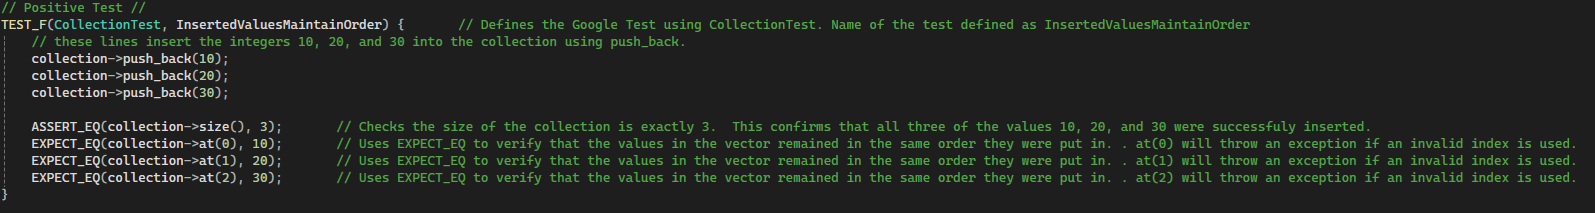 // Positive Test //
TEST_F(CollectionTest, InsertedValuesMaintainOrder) {       // Defines the Google Test using CollectionTest. Name of the test defined as InsertedValuesMaintainOrder
    // these lines insert the integers 10, 20, and 30 into the collection using push_back.
    collection->push_back(10);
    collection->push_back(20);
    collection->push_back(30);
    ASSERT_EQ(collection->size(), 3);       // Checks the size of the collection is exactly 3.  This confirms that all three of the values 10, 20, and 30 were successfuly inserted.
    EXPECT_EQ(collection->at(0), 10);       // Uses EXPECT_EQ to verify that the values in the vector remained in the same order they were put in. . at(0) will throw an exception if an invalid index is used.
    EXPECT_EQ(collection->at(1), 20);       // Uses EXPECT_EQ to verify that the values in the vector remained in the same order they were put in. . at(1) will throw an exception if an invalid index is used.
    EXPECT_EQ(collection->at(2), 30);       // Uses EXPECT_EQ to verify that the values in the vector remained in the same order they were put in. . at(2) will throw an exception if an invalid index is used.
}